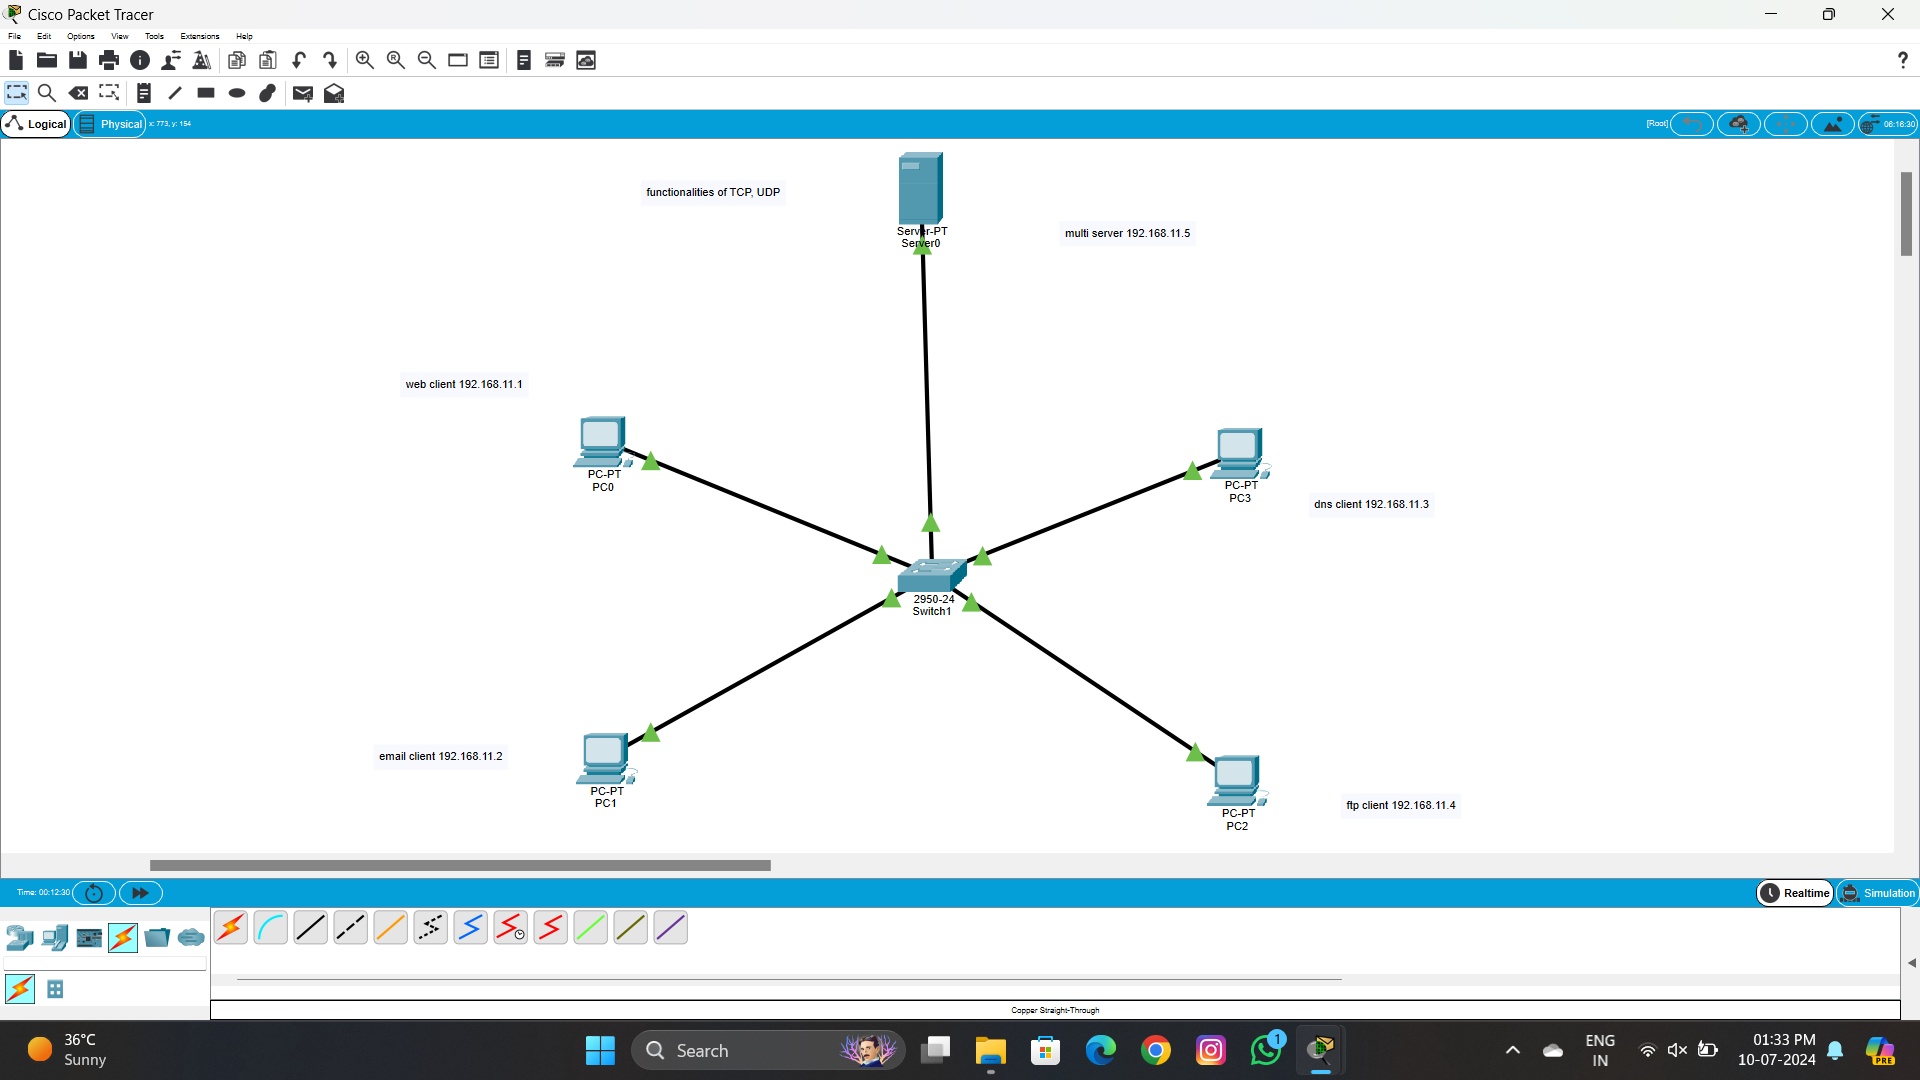 Cisco Packet Tracer
File Edit Options View Tools Extensions Help
?
Logical Physical x: 773, y: 154 [Root] 06:16:30
functionalities of TCP, UDP
Server-PT
Server0
multi server 192.168.11.5
web client 192.168.11.1
PC-PT
PC0
PC-PT
PC3
dns client 192.168.11.3
2950-24
Switch1
email client 192.168.11.2
PC-PT
PC1
PC-PT
PC2
ftp client 192.168.11.4
Time: 00:12:30 Realtime Simulation
Copper Straight-Through
36°C
Sunny
Search
1
ENG
IN
01:33 PM
10-07-2024
PRE